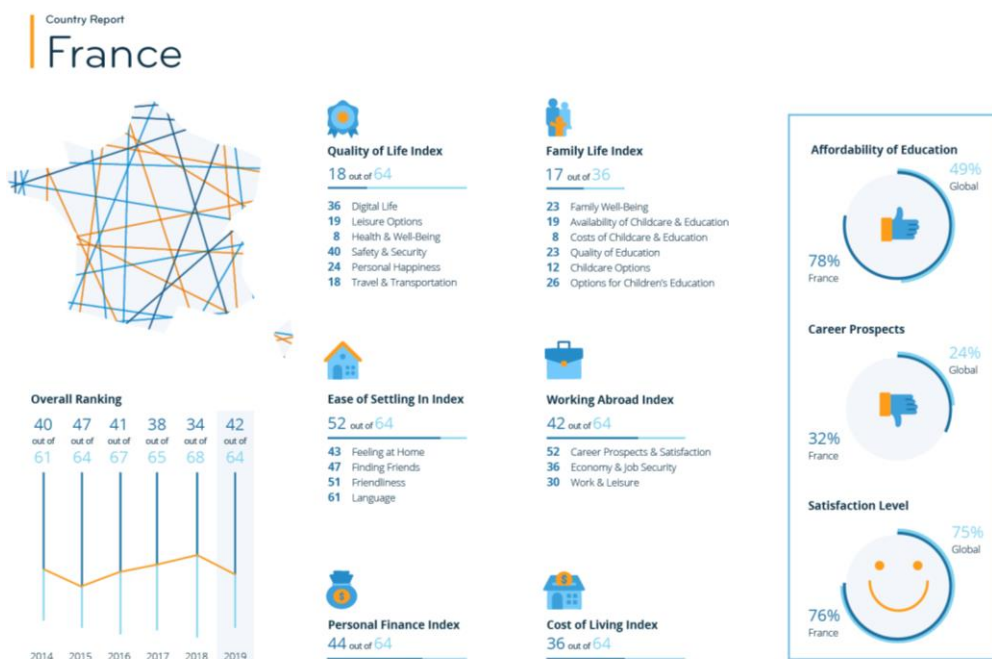 Country Report
France
Quality of Life Index
18 out of 64
36 Digital Life
19 Leisure Options
8 Health & Well-Being
40 Safety & Security
24 Personal Happiness
18 Travel & Transportation
Family Life Index
17 out of 36
23 Family Well-Being
19 Availability of Childcare & Education
8 Costs of Childcare & Education
23 Quality of Education
12 Childcare Options
26 Options for Children's Education
Overall Ranking
40 47 41 38 34 42
out of out of out of out of out of out of
61 64 67 65 68 64
2014 2015 2016 2017 2018 2019
Ease of Settling In Index
52 out of 64
43 Feeling at Home
47 Finding Friends
51 Friendliness
61 Language
Working Abroad Index
42 out of 64
52 Career Prospects & Satisfaction
36 Economy & Job Security
30 Work & Leisure
Personal Finance Index
44 out of 64
Cost of Living Index
36 out of 64
Affordability of Education
49%
Global
78%
France
Career Prospects
24%
Global
32%
France
Satisfaction Level
75%
Global
76%
France